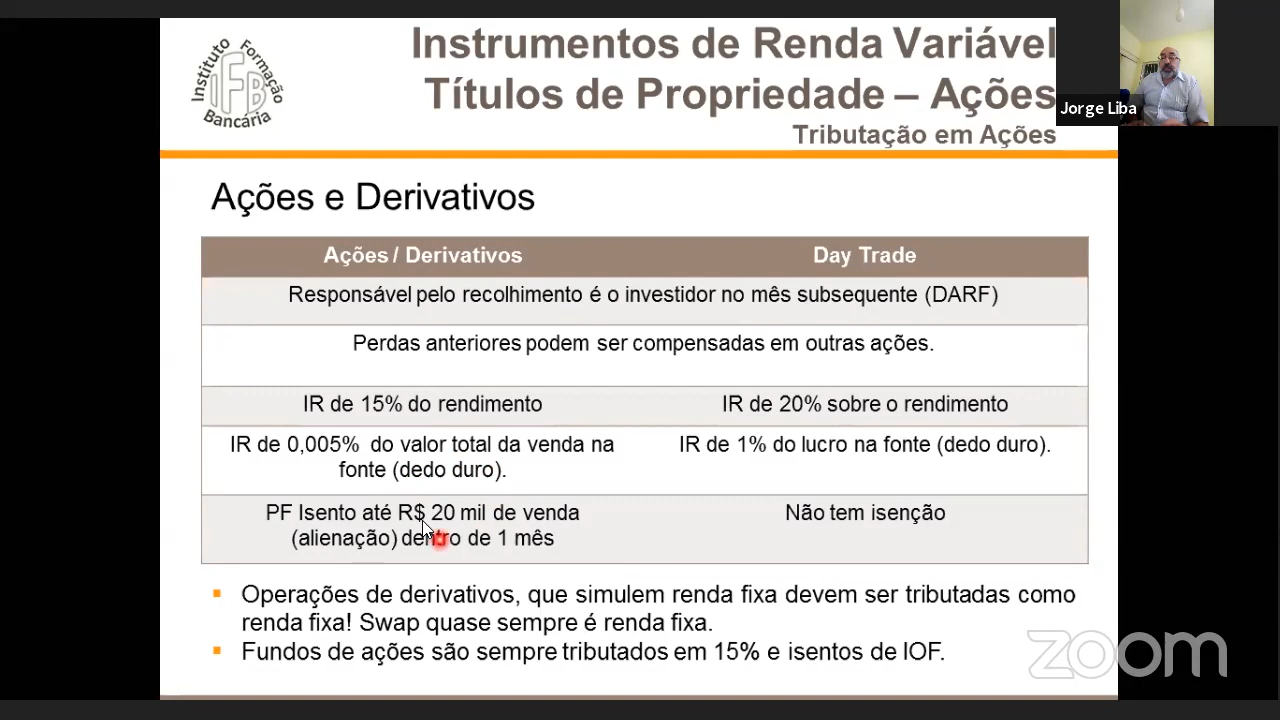 Instituto Formação
IFB
Bancária
Instrumentos de Renda Variável
Títulos de Propriedade – Ações
Tributação em Ações
Jorge Liba
Ações e Derivativos
Ações / Derivativos
Day Trade
Responsável pelo recolhimento é o investidor no mês subsequente (DARF)
Perdas anteriores podem ser compensadas em outras ações.
IR de 15% do rendimento
IR de 20% sobre o rendimento
IR de 0,005% do valor total da venda na
fonte (dedo duro).
IR de 1% do lucro na fonte (dedo duro).
PF Isento até R$ 20 mil de venda
(alienação) dentro de 1 mês
Não tem isenção
Operações de derivativos, que simulem renda fixa devem ser tributadas como
renda fixa! Swap quase sempre é renda fixa.
Fundos de ações são sempre tributados em 15% e isentos de IOF.
zoom